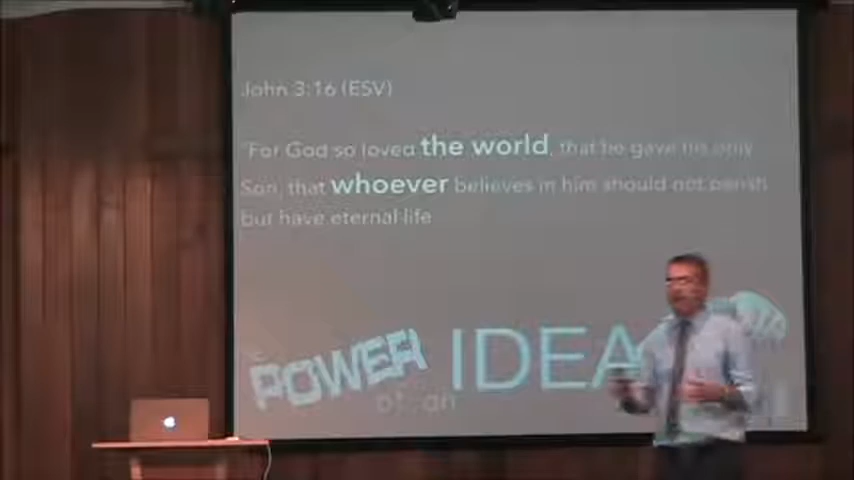 John 3:16 (ESV)
"For God so loved the world, that he gave his only
Son, that whoever believes in him should not perish
but have eternal life
POWER
of an
IDEA